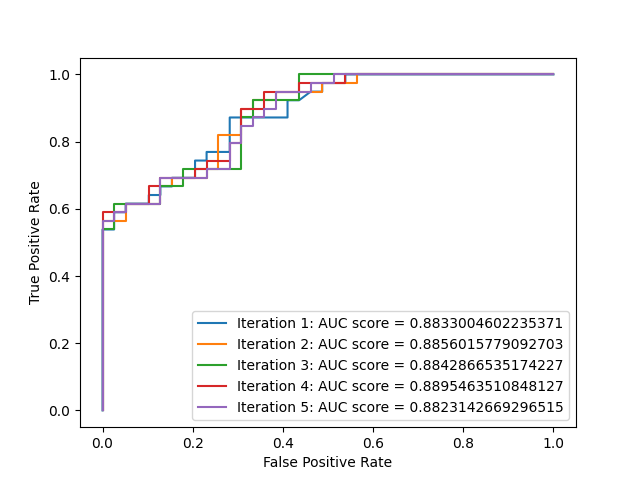 1.0
0.8
0.6
0.4
0.2
0.0
True Positive Rate
Iteration 1: AUC score = 0.8833004602235371
Iteration 2: AUC score = 0.8856015779092703
Iteration 3: AUC score = 0.8842866535174227
Iteration 4: AUC score = 0.8895463510848127
Iteration 5: AUC score = 0.8823142669296515
0.0 0.2 0.4 0.6 0.8 1.0
False Positive Rate